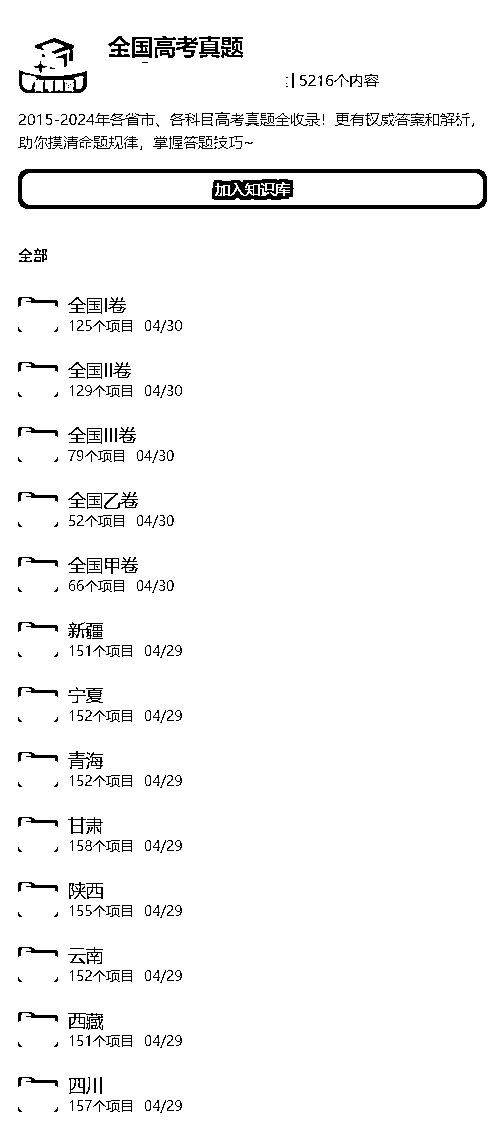 全国高考真题
5216个内容
2015-2024年各省市、各科目高考真题全收录！更有权威答案和解析，
助你摸清命题规律，掌握答题技巧~
加入知识库
全部
全国I卷
125个项目 04/30
全国II卷
129个项目 04/30
全国III卷
79个项目 04/30
全国乙卷
52个项目 04/30
全国甲卷
66个项目 04/30
新疆
151个项目 04/29
宁夏
152个项目 04/29
青海
152个项目 04/29
甘肃
158个项目 04/29
陕西
155个项目 04/29
云南
152个项目 04/29
西藏
151个项目 04/29
四川
157个项目 04/29